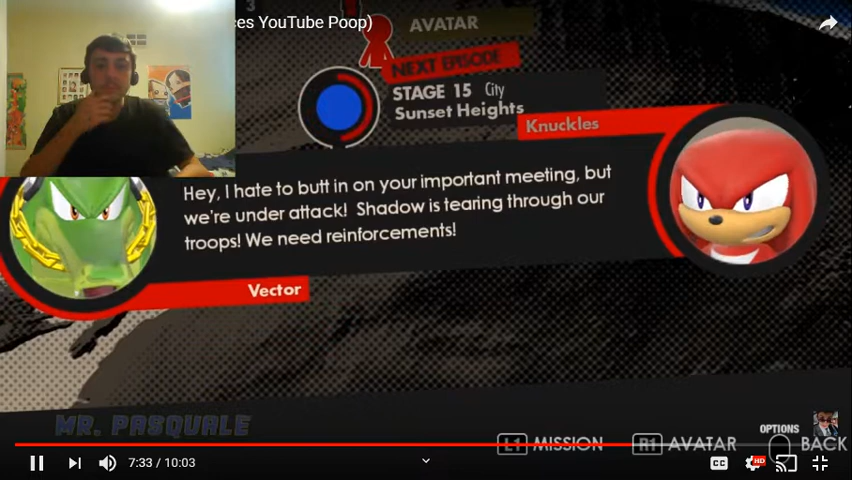 ces YouTube Poop)
3
AVATAR
NEXT EPISODE
STAGE 15 City
Sunset Heights
Knuckles
Hey, I hate to butt in on your important meeting, but
we're under attack! Shadow is tearing through our
troops! We need reinforcements!
Vector
MR. PASQUALE
OPTIONS
L1 MISSION R1 AVATAR BACK
7:33 / 10:03
CC HD